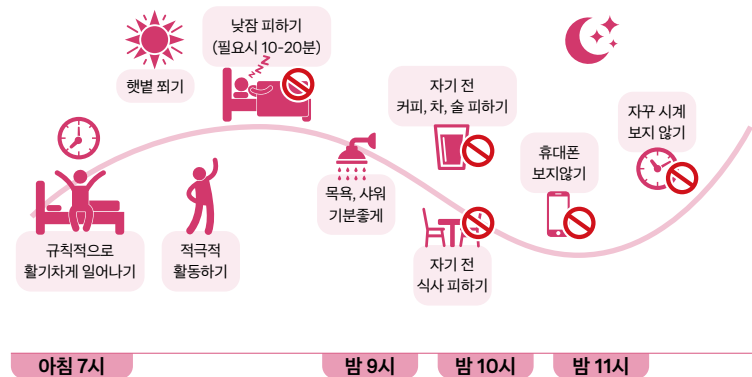 낮잠 피하기
(필요시 10-20분)
햇볕 쬐기
자기 전
커피, 차, 술 피하기
자꾸 시계
보지 않기
휴대폰
보지않기
목욕, 샤워
기분좋게
규칙적으로
활기차게 일어나기
적극적
활동하기
자기 전
식사 피하기
아침 7시
밤 9시
밤 10시
밤 11시